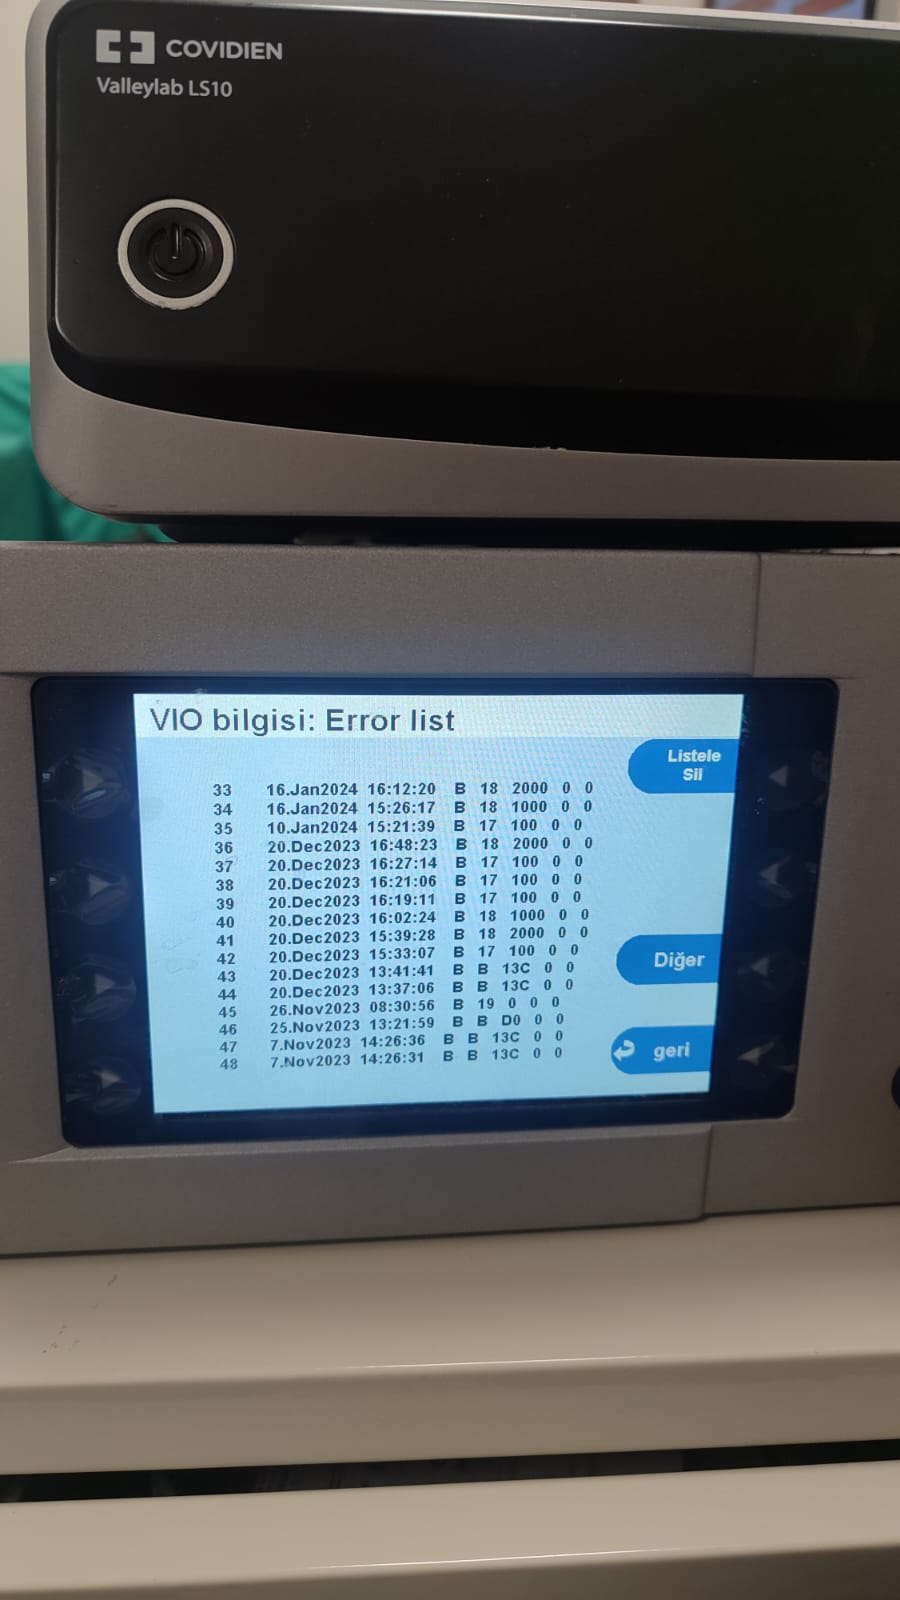 COVIDIEN
Valleylab LS10
VIO bilgisi: Error list
Listele
Sil
33 16.Jan2024 16:12:20 B 18 2000 0 0
34 16.Jan2024 15:26:17 B 18 1000 0 0
35 10.Jan2024 15:21:39 B 17 100 0 0
36 20.Dec2023 16:48:23 B 18 2000 0 0
37 20.Dec2023 16:27:14 B 17 100 0 0
38 20.Dec2023 16:21:06 B 17 100 0 0
39 20.Dec2023 16:19:11 B 17 100 0 0
40 20.Dec2023 16:02:24 B 18 1000 0 0
41 20.Dec2023 15:39:28 B 18 2000 0 0
42 20.Dec2023 15:33:07 B 17 100 0 0
43 20.Dec2023 13:41:41 B B 13C 0 0
44 20.Dec2023 13:37:06 B B 13C 0 0
45 26.Nov2023 08:30:56 B 19 0 0 0
46 25.Nov2023 13:21:59 B B D0 0 0
47 7.Nov2023 14:26:36 B B 13C 0 0
48 7.Nov2023 14:26:31 B B 13C 0 0
Diğer
geri